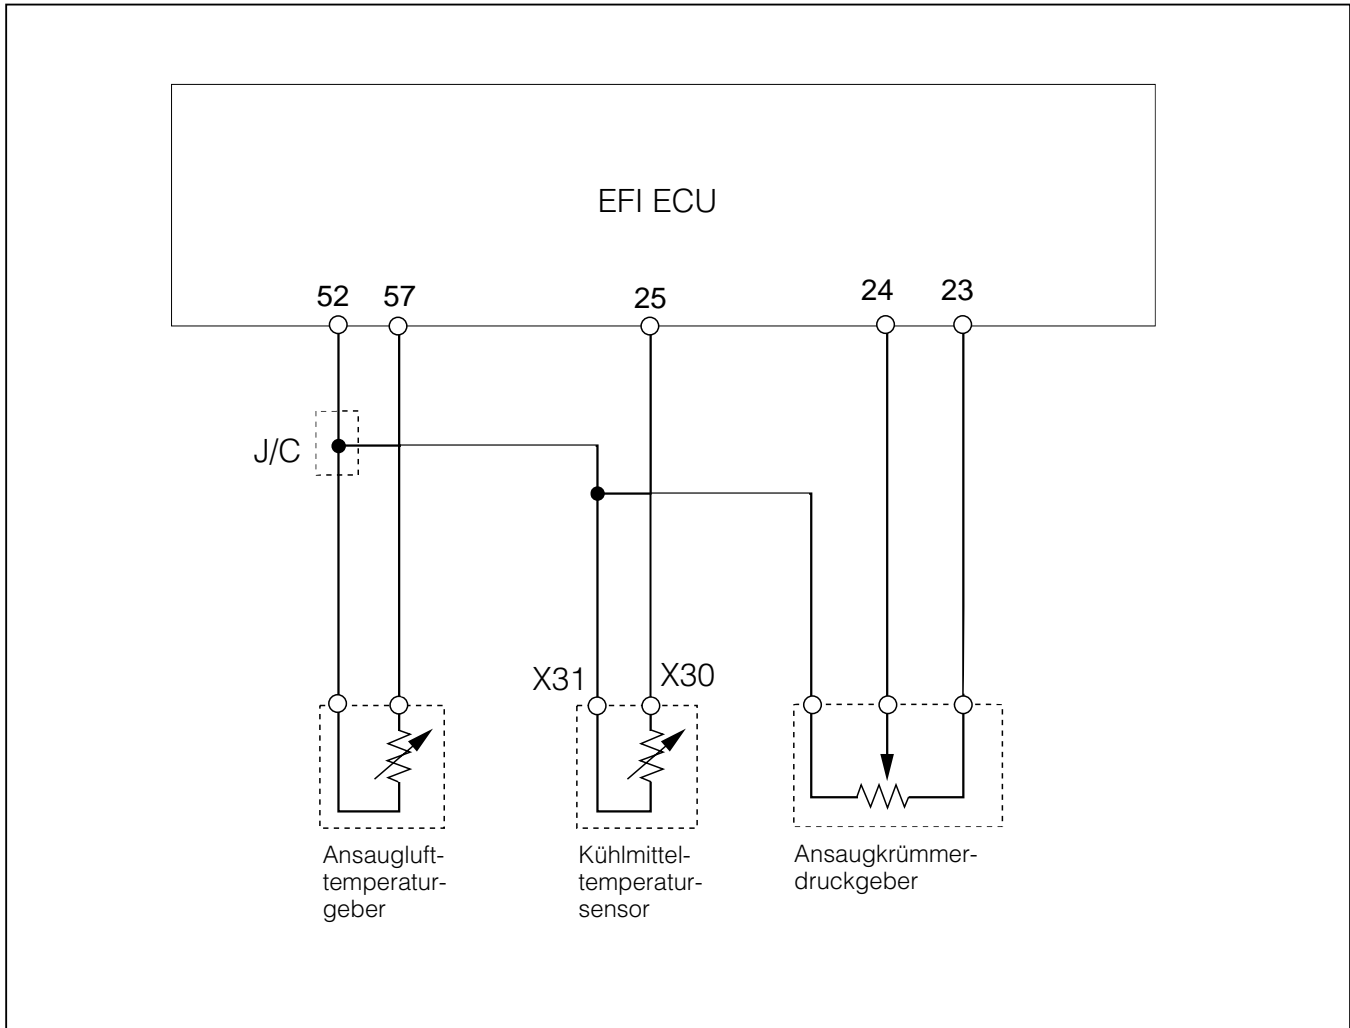 EFI ECU
52 57 25 24 23
J/C
X31 X30
Ansaugluft-
temperatur-
geber
Kühlmittel-
temperatur-
sensor
Ansaugkrümmer-
druckgeber